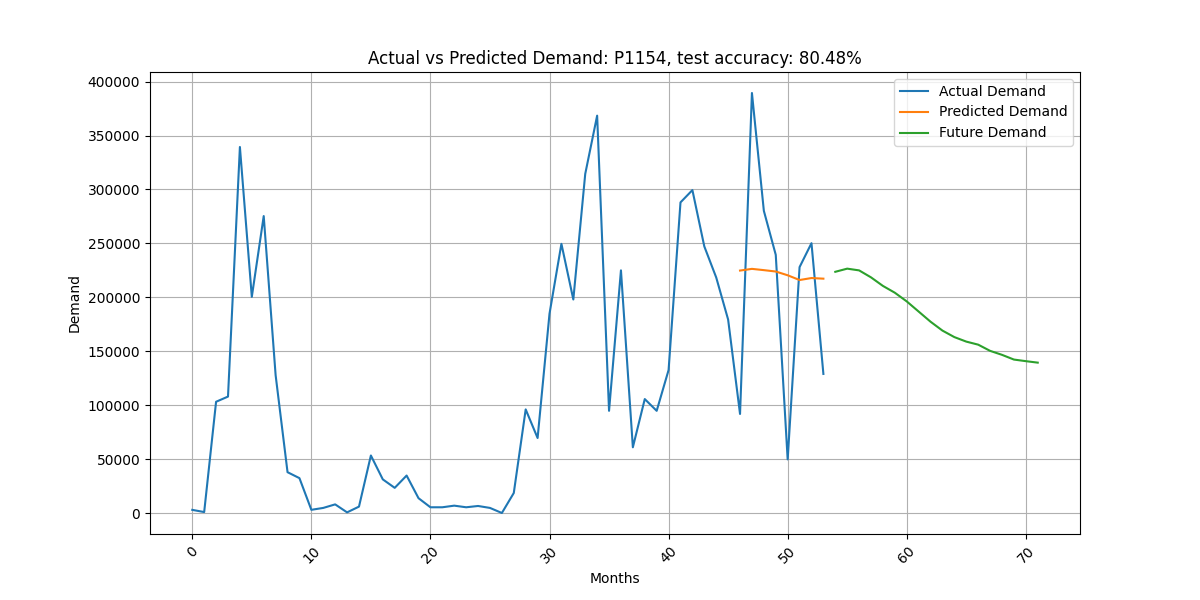 Actual vs Predicted Demand: P1154, test accuracy: 80.48%
400000
350000
300000
250000
200000
150000
100000
50000
0
Demand
Actual Demand
Predicted Demand
Future Demand
0
10
20
30
40
50
60
70
Months